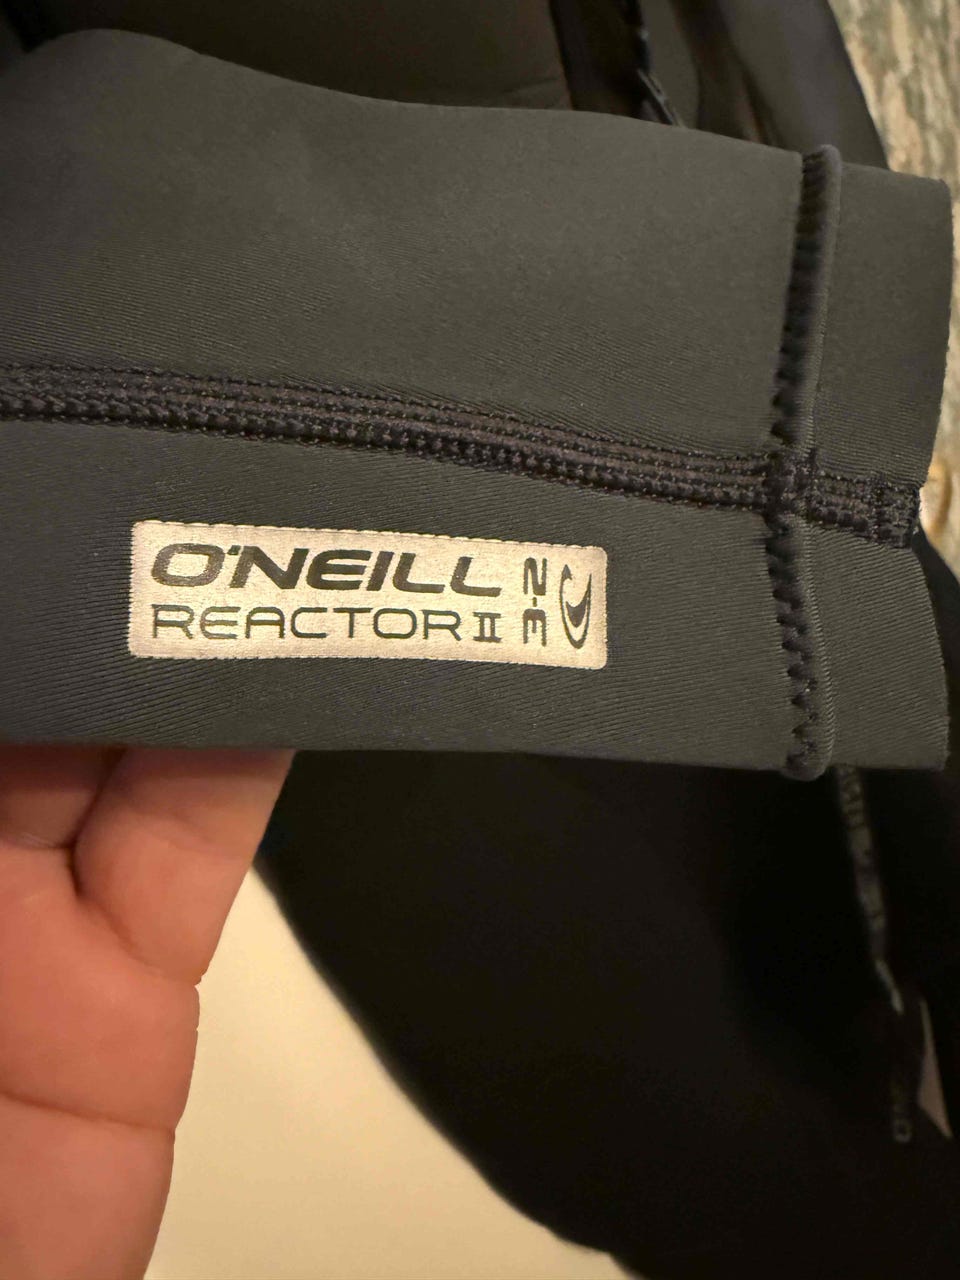 O'NEILL
REACTOR II
3-2